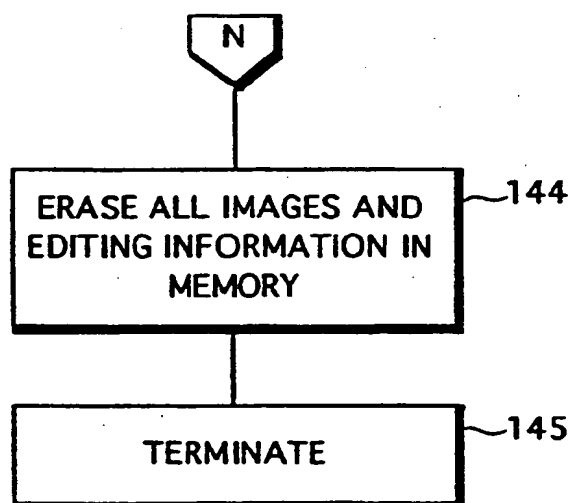 N
ERASE ALL IMAGES AND
144
EDITING INFORMATION IN
MEMORY
TERMINATE
145